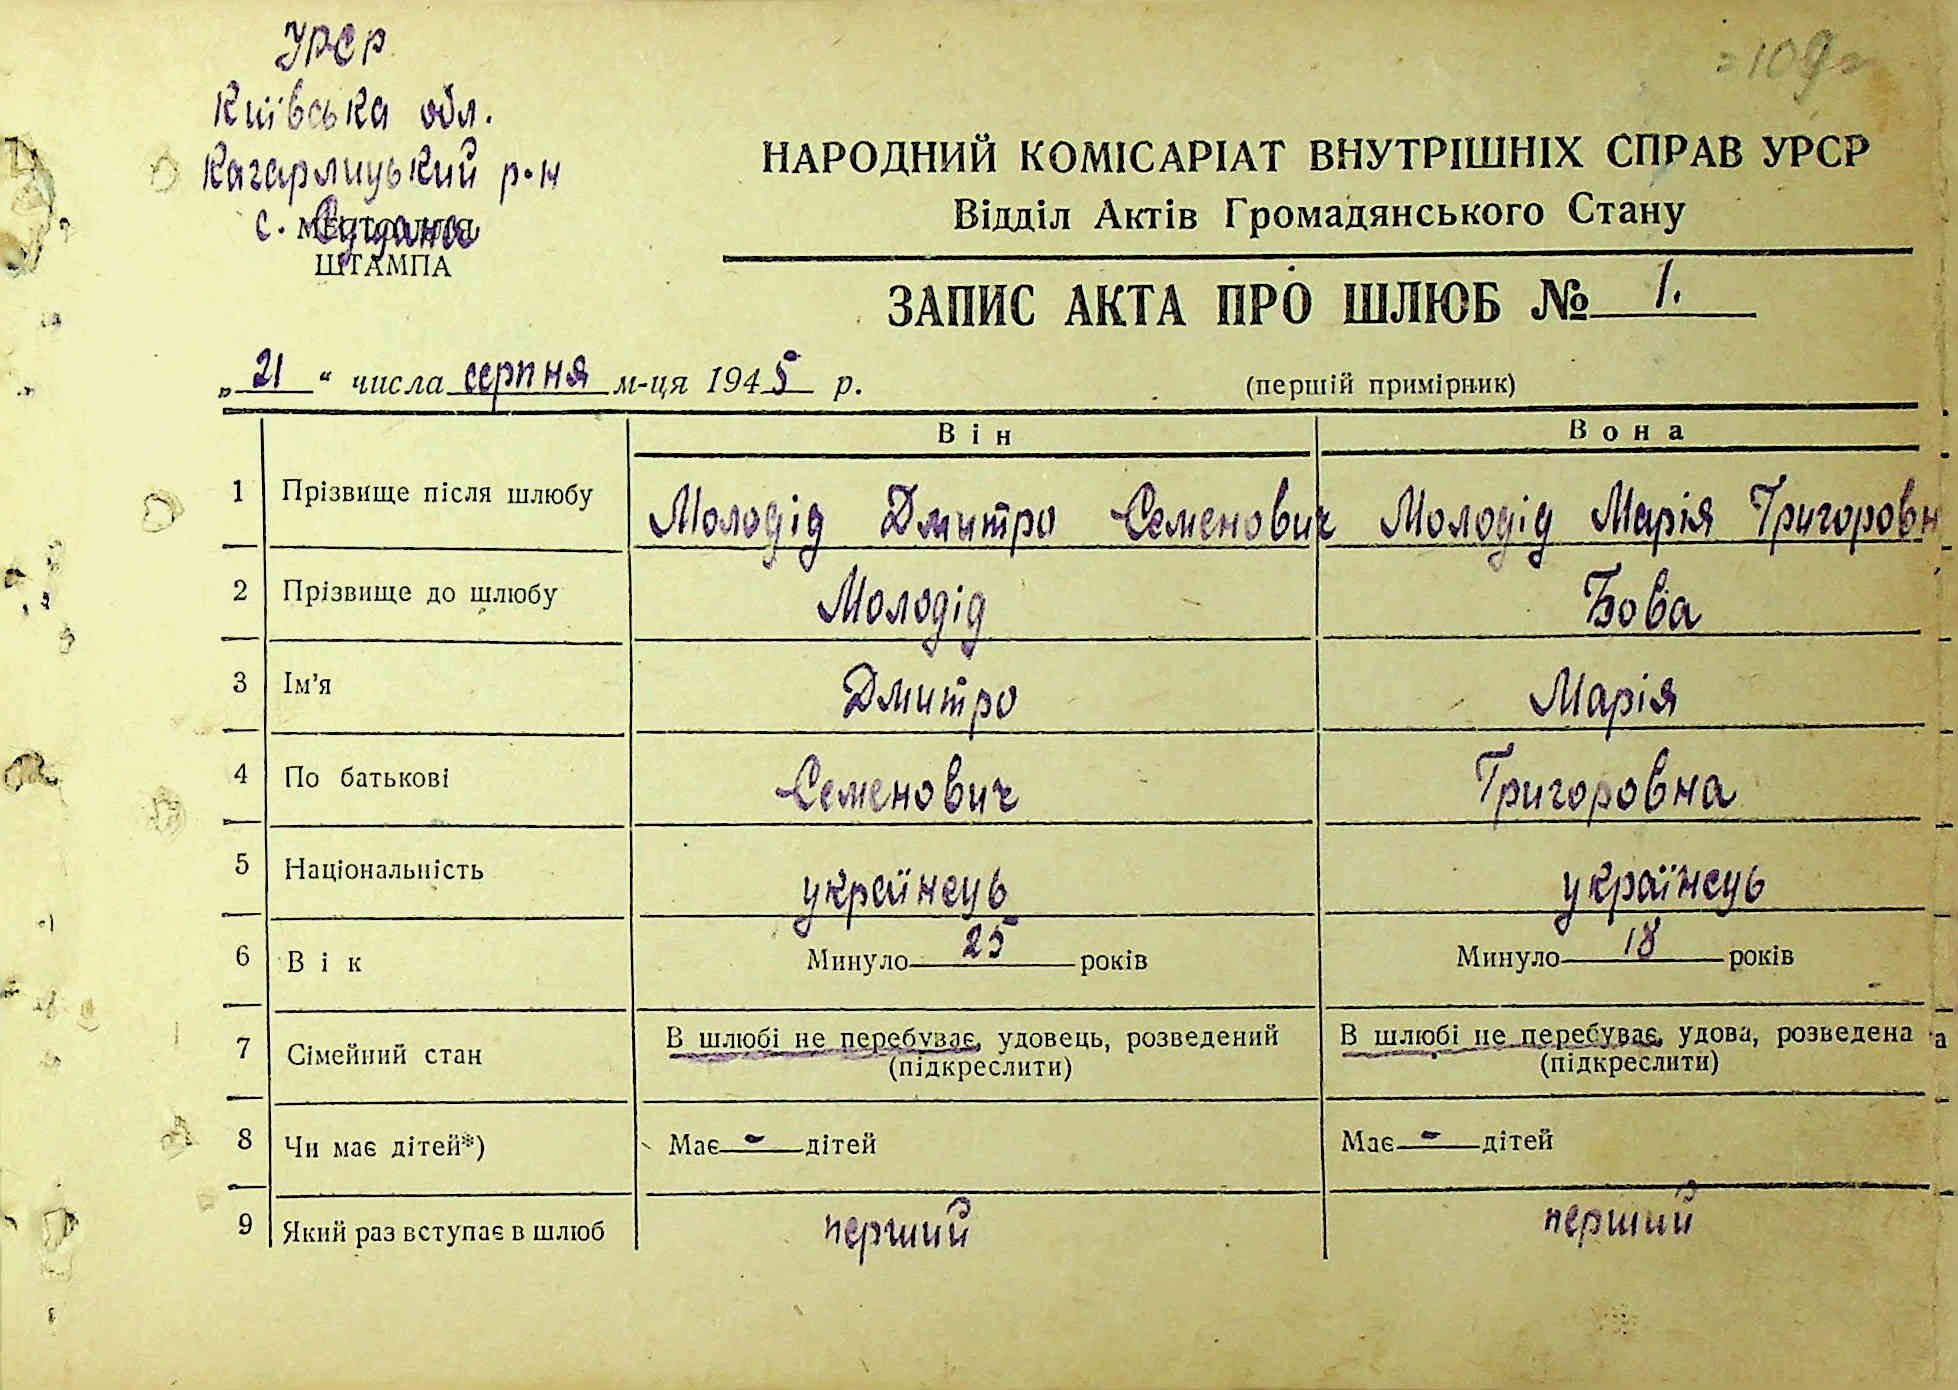 УРСР
= 109 =
Київська обл.
Кагарлицький р-н
НАРОДНИЙ КОМІСАРІАТ ВНУТРІШНІХ СПРАВ УРСР
с.
Відділ Актів Громадянського Стану
ШТАМПА
ЗАПИС АКТА ПРО ШЛЮБ № 1.
„21“ числа серпня м-ця 1945 р.
(першій примірник)
Він Вона
1 Прізвище після шлюбу Молодід Дмитро Семенович Молодід Марія Григоровн
2 Прізвище до шлюбу Молодід Бова
3 Ім'я Дмитро Марія
4 По батькові Семенович Григоровна
5 Національність українець українець
6 Вік Минуло 25 років Минуло 18 років
7 Сімейний стан В шлюбі не перебуває, удовець, розведений В шлюбі не перебуває, удова, розведена а
(підкреслити) (підкреслити)
8 Чи має дітей*) Має - дітей Має - дітей
9 Який раз вступає в шлюб перший перший